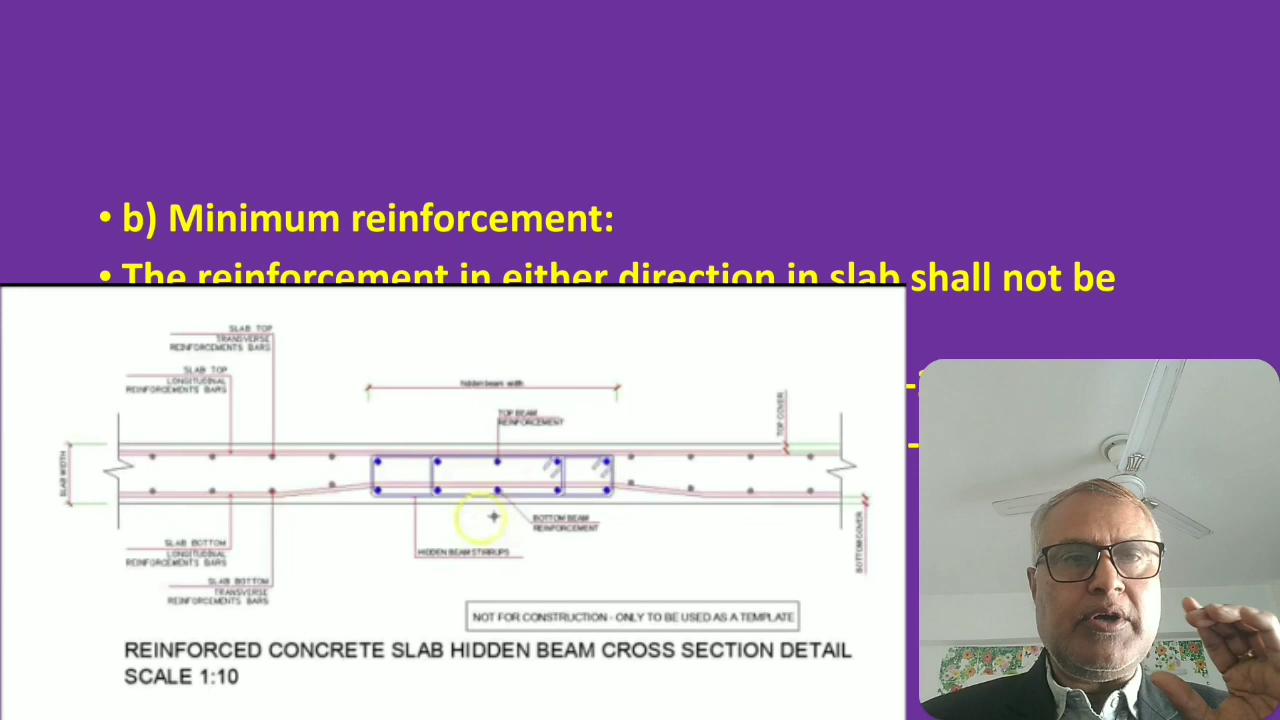 • b) Minimum reinforcement:
• The reinforcement in either direction in slab shall not be
SLAB TOP
TRANSVERSE
REINFORCEMENTS BARS
SLAB TOP
LONGITUDINAL
REINFORCEMENTS BARS
hidden beam width
TOP BEAM
REINFORCEMENT
TOP COVER
SLAB WIDTH
BOTTOM BEAM
REINFORCEMENT
HIDDEN BEAM STIRRUPS
BOTTOM COVER
SLAB BOTTOM
LONGITUDINAL
REINFORCEMENTS BARS
SLAB BOTTOM
TRANSVERSE
REINFORCEMENTS BARS
NOT FOR CONSTRUCTION - ONLY TO BE USED AS A TEMPLATE
REINFORCED CONCRETE SLAB HIDDEN BEAM CROSS SECTION DETAIL
SCALE 1:10